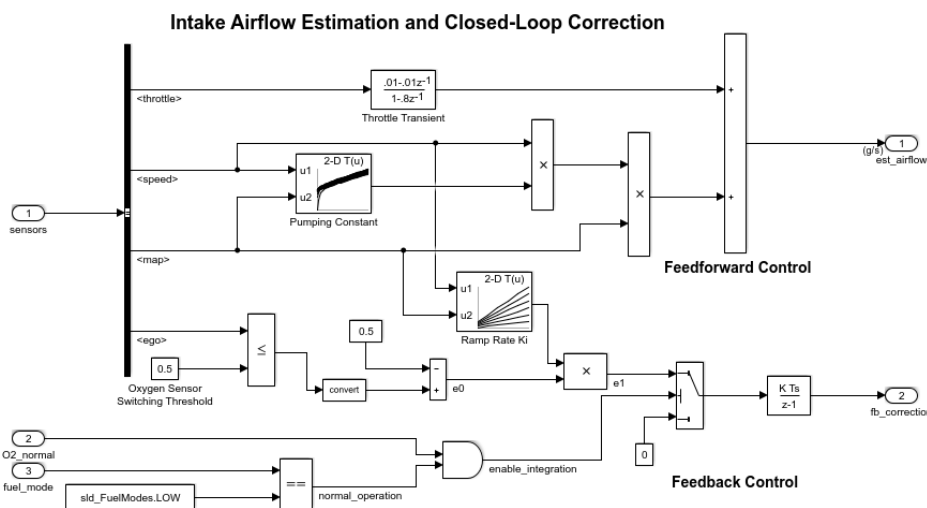 Intake Airflow Estimation and Closed-Loop Correction
.01-.01z-1
1-.8z-1
<throttle>
Throttle Transient
+
(g/s)
1
est_airflow
2-D T(u)
u1
u2
Pumping Constant
<speed>
×
×
+
1
sensors
<map>
Feedforward Control
2-D T(u)
u1
u2
Ramp Rate Ki
<ego>
≤
0.5
Oxygen Sensor
Switching Threshold
0.5
convert
−
+
e0
×
e1
K Ts
z-1
2
fb_correction
0
2
O2_normal
3
fuel_mode
==
enable_integration
normal_operation
sld_FuelModes.LOW
Feedback Control